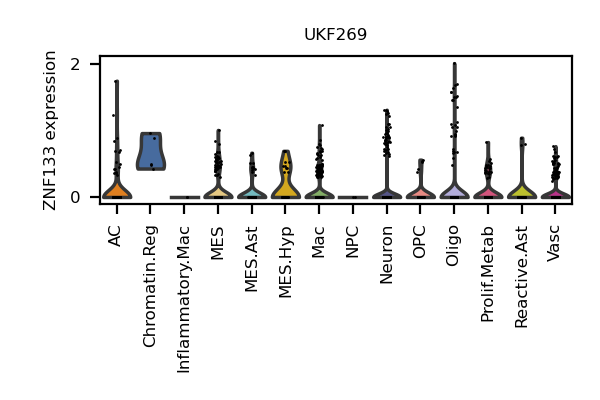 UKF269
ZNF133 expression
2
0
AC
Chromatin.Reg
Inflammatory.Mac
MES
MES.Ast
MES.Hyp
Mac
NPC
Neuron
OPC
Oligo
Prolif.Metab
Reactive.Ast
Vasc